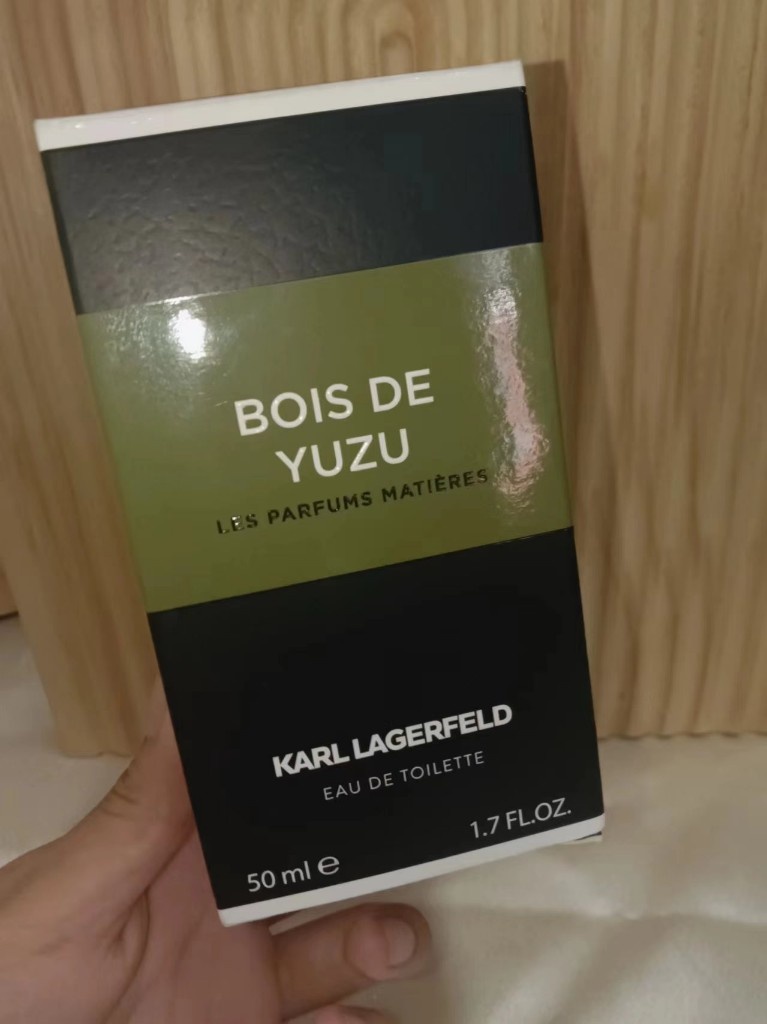 BOIS DE
YUZU
LES PARFUMS MATIÈRES
KARL LAGERFELD
EAU DE TOILETTE
50 ml ℮
1.7 FL.OZ.